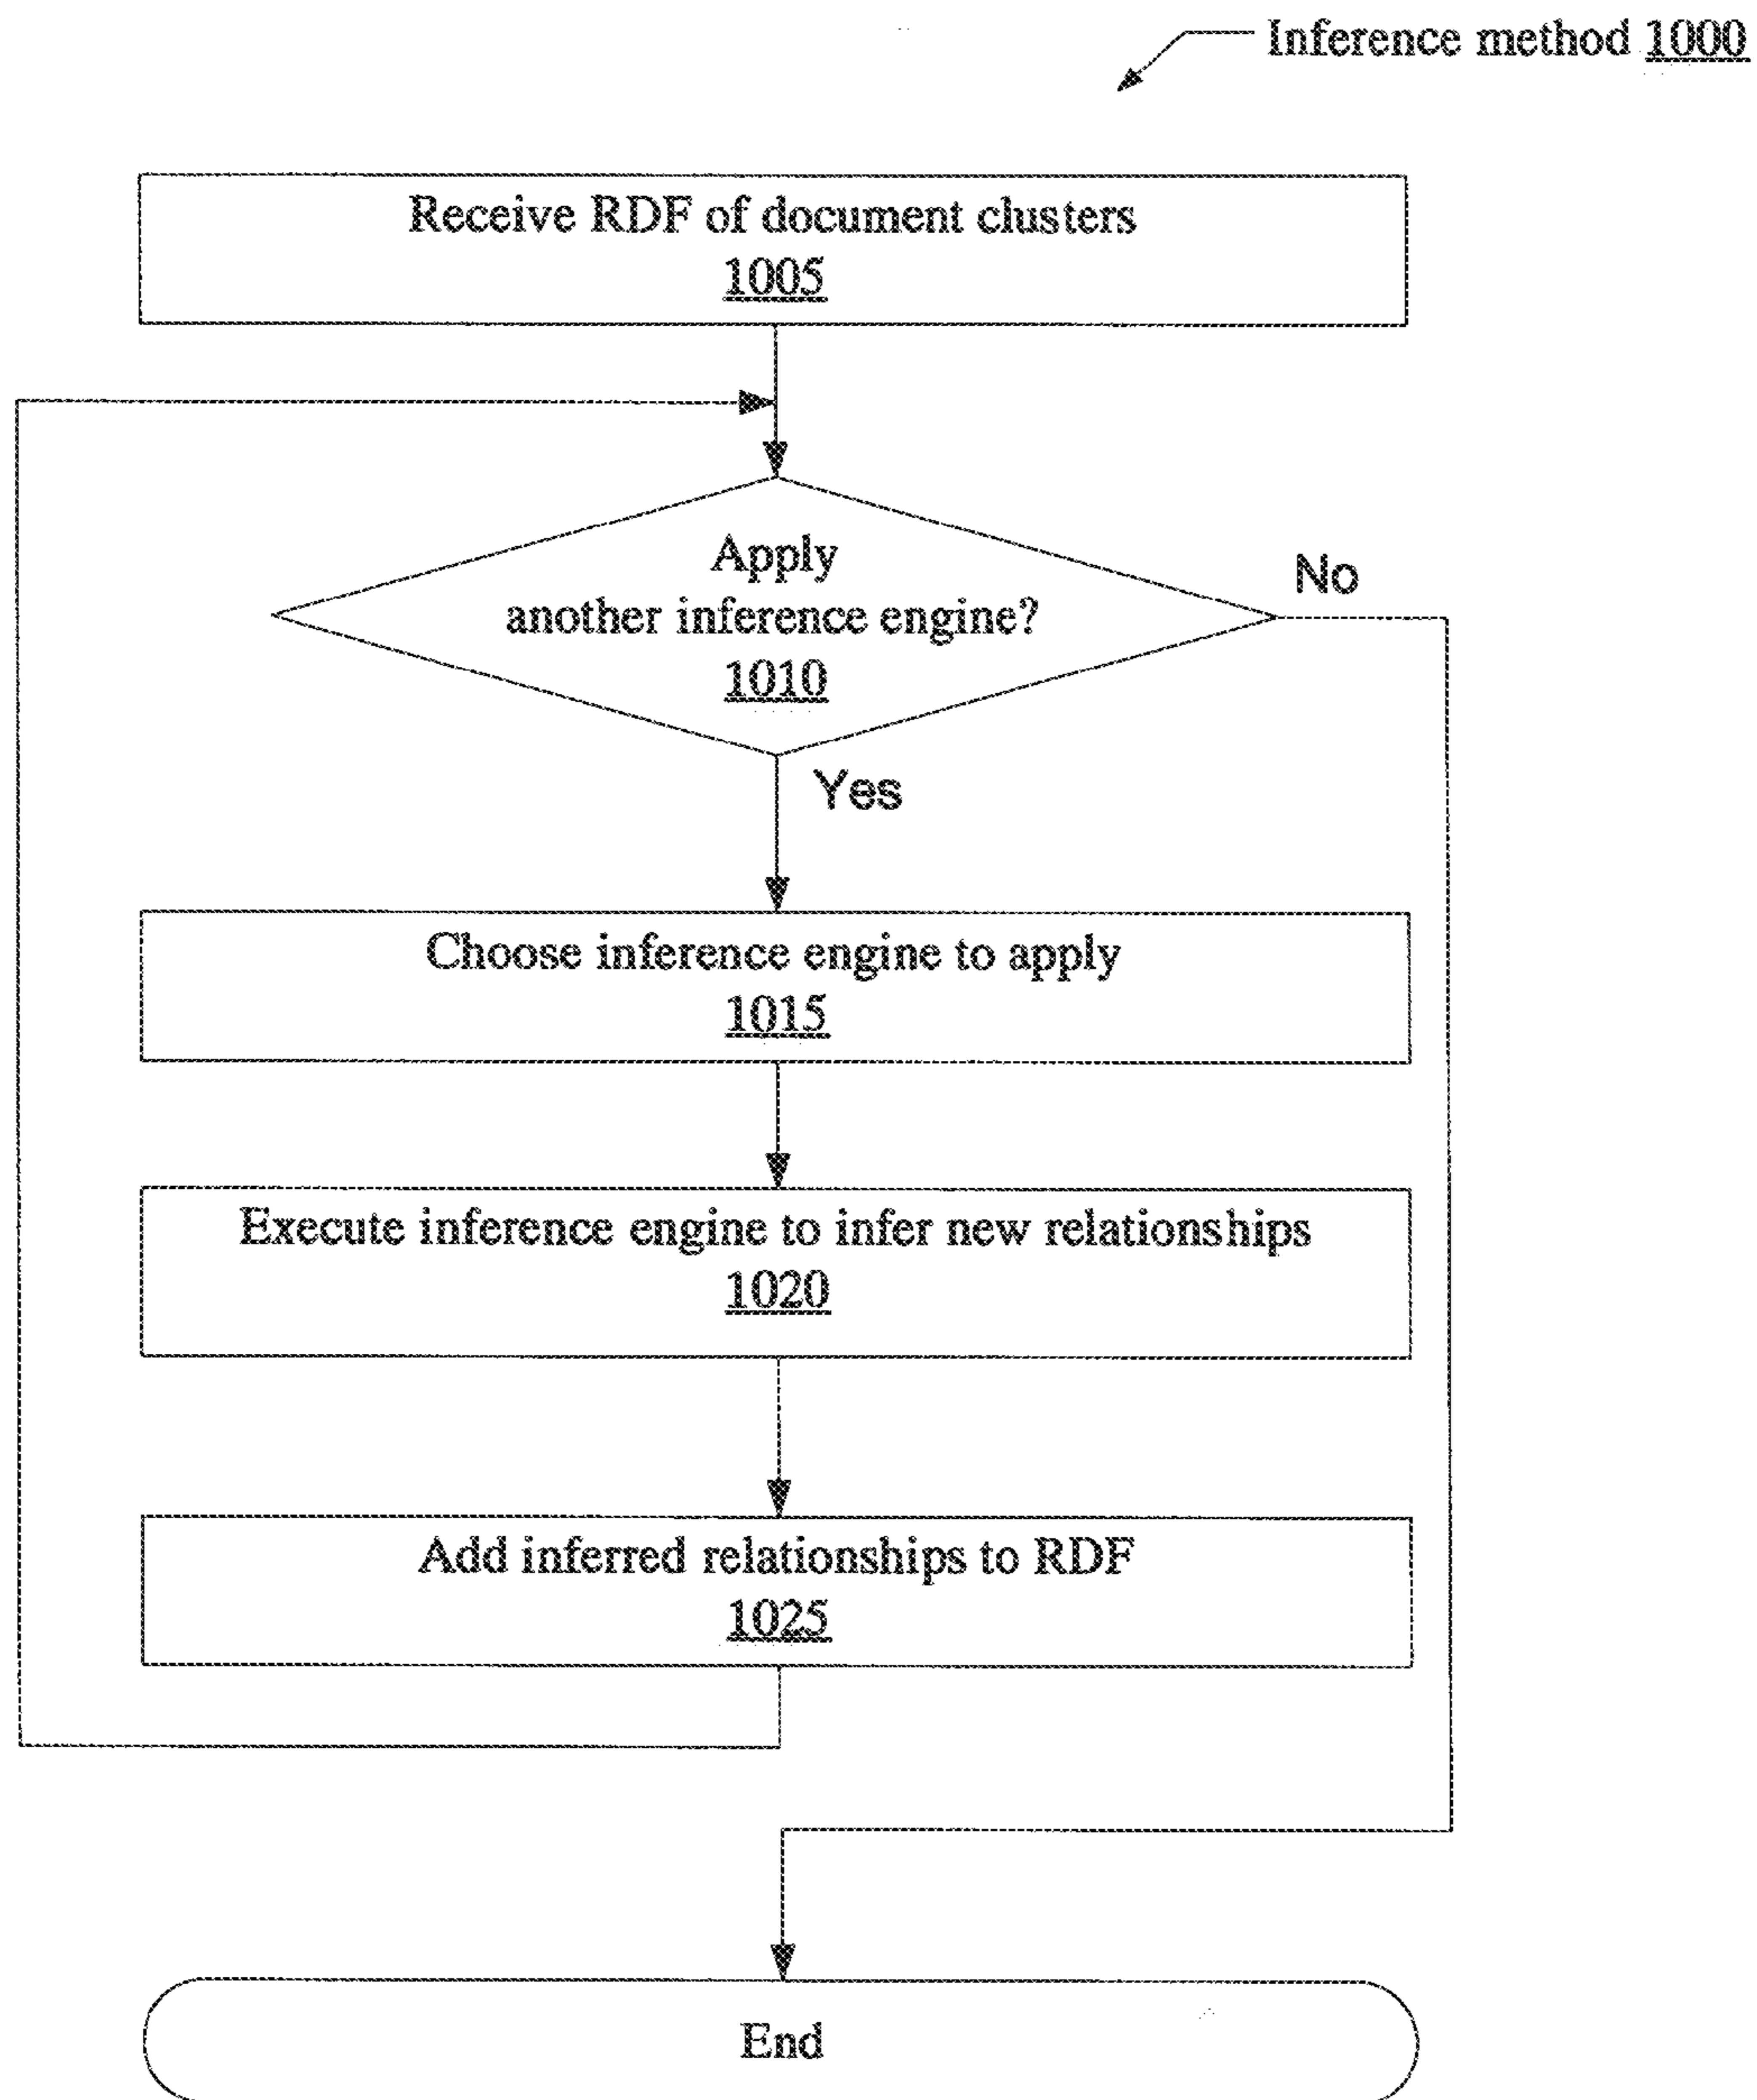 Inference method 1000
Receive RDF of document clusters
1005
Apply
another inference engine?
1010
No
Yes
Choose inference engine to apply
1015
Execute inference engine to infer new relationships
1020
Add inferred relationships to RDF
1025
End